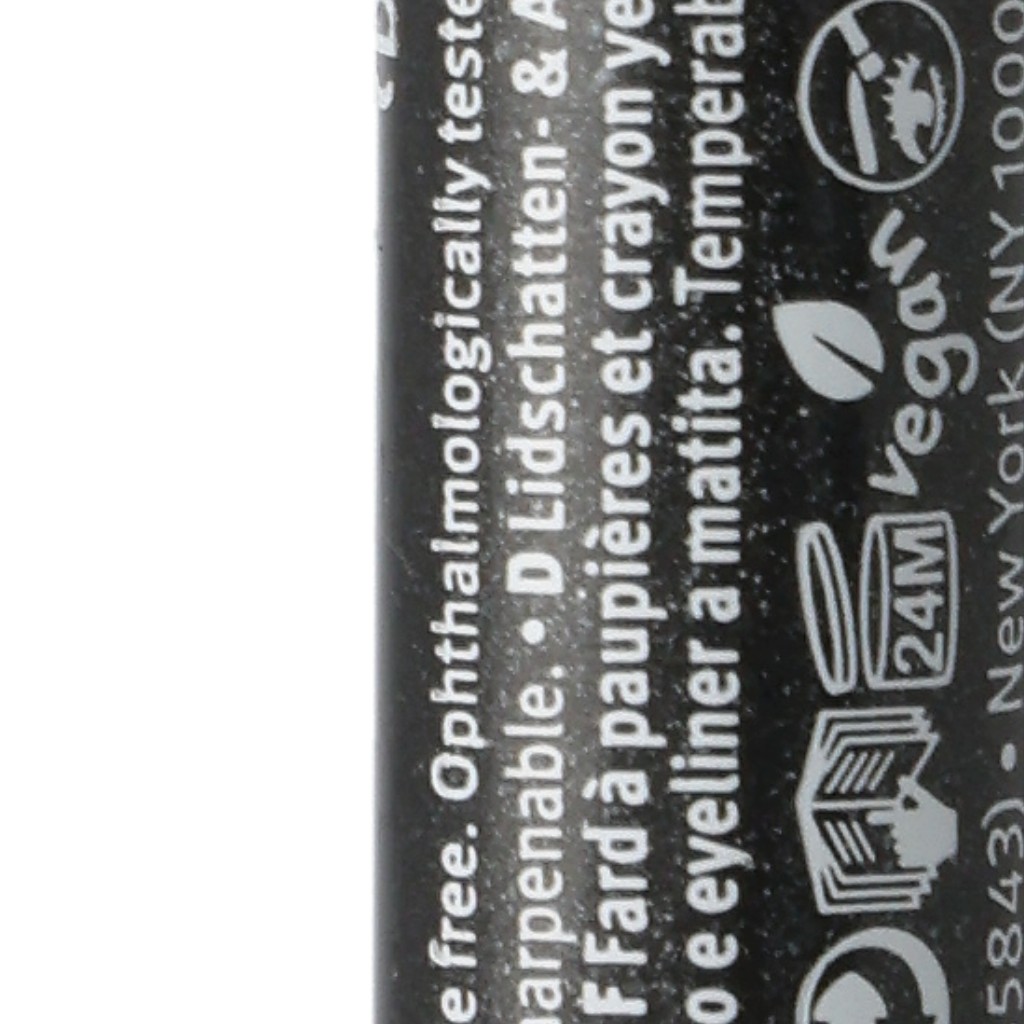 e free. Ophthalmologically teste
arpenable. • D Lidschatten- & A
F Fard à paupières et crayon ye
o e eyeliner a matita. Temperab
24M vegan
5843) • New York (NY 1000